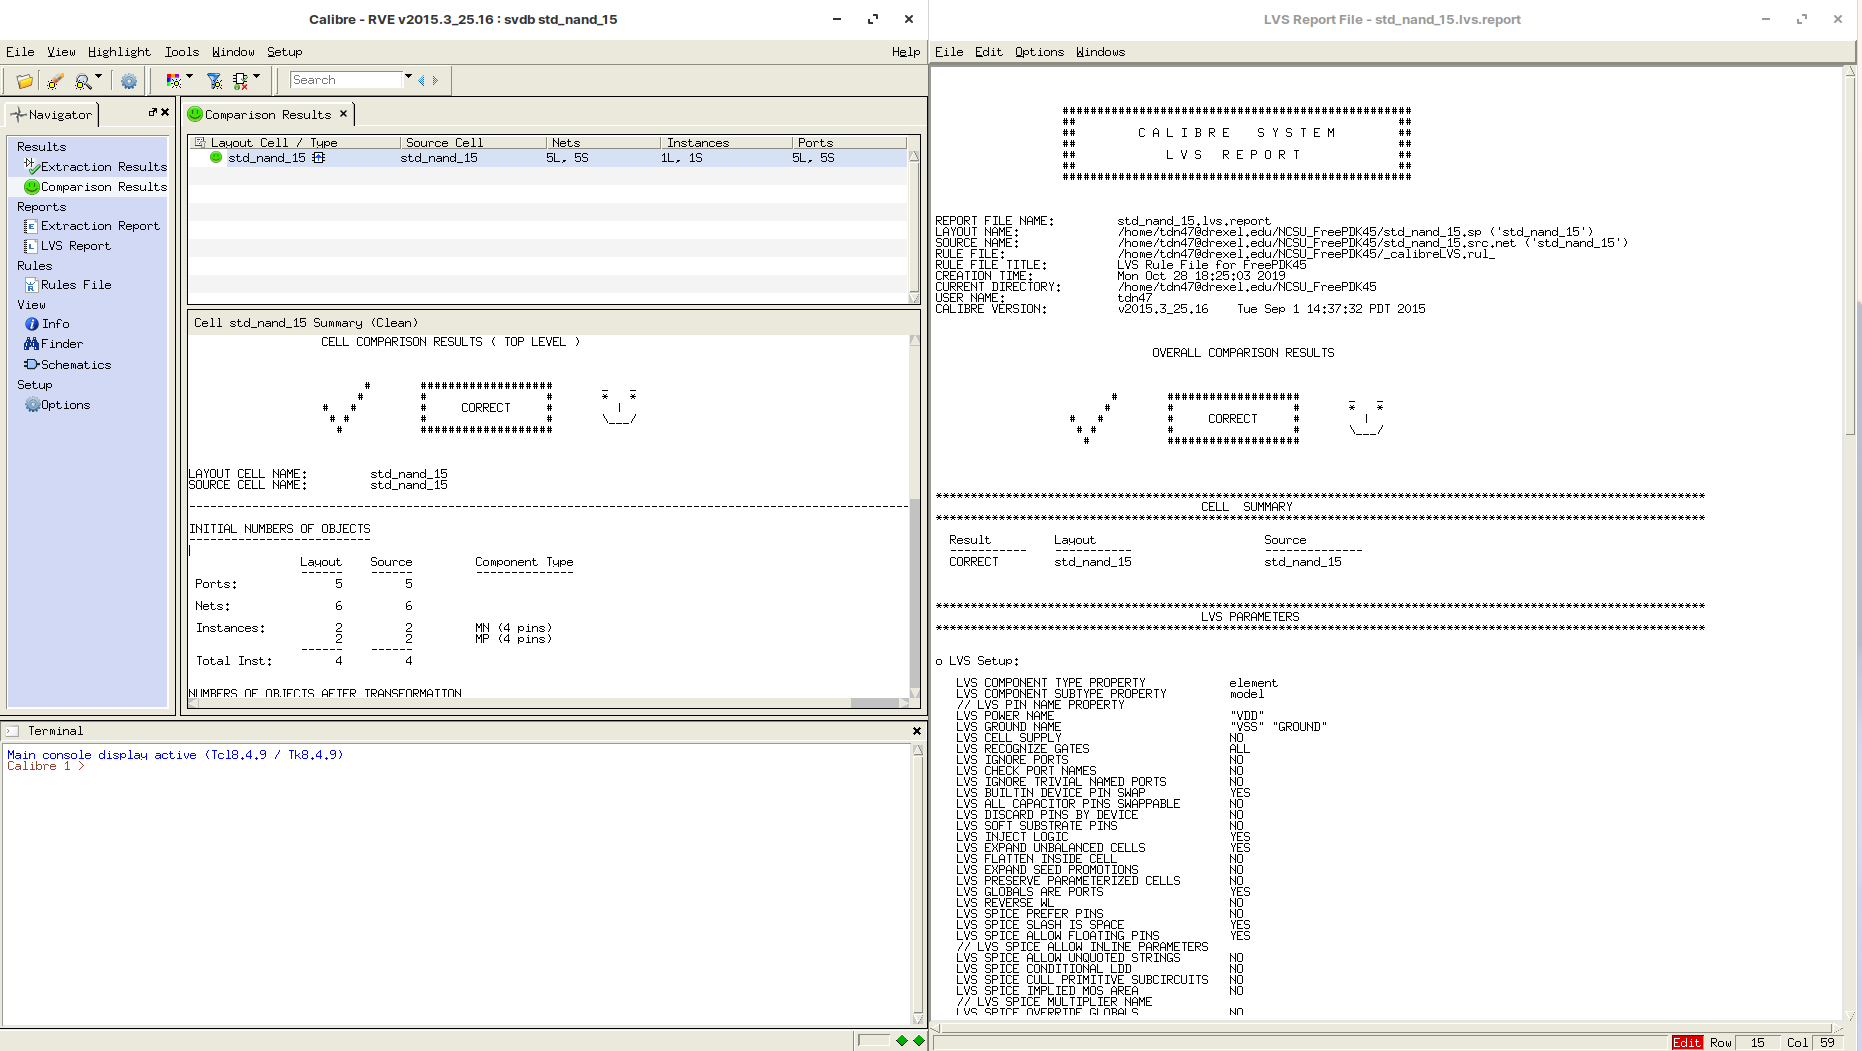 Calibre - RVE v2015.3_25.16 : svdb std_nand_15
File View Highlight Tools Window Setup Help
Search
Navigator
Results
Extraction Results
Comparison Results
Reports
Extraction Report
LVS Report
Rules
Rules File
View
Info
Finder
Schematics
Setup
Options
Comparison Results
Layout Cell / Type Source Cell Nets Instances Ports
std_nand_15 std_nand_15 5L, 5S 1L, 1S 5L, 5S
Cell std_nand_15 Summary (Clean)
CELL COMPARISON RESULTS ( TOP LEVEL )
CORRECT
LAYOUT CELL NAME: std_nand_15
SOURCE CELL NAME: std_nand_15
INITIAL NUMBERS OF OBJECTS
Layout Source Component Type
Ports: 5 5
Nets: 6 6
Instances: 2 2 MN (4 pins)
2 2 MP (4 pins)
Total Inst: 4 4
NUMBERS OF OBJECTS AFTER TRANSFORMATION
Terminal
Main console display active (Tcl8.4.9 / Tk8.4.9)
Calibre 1 >
LVS Report File - std_nand_15.lvs.report
File Edit Options Windows
CALIBRE SYSTEM
LVS REPORT
REPORT FILE NAME: std_nand_15.lvs.report
LAYOUT NAME: /home/tdn47@drexel.edu/NCSU_FreePDK45/std_nand_15.sp ('std_nand_15')
SOURCE NAME: /home/tdn47@drexel.edu/NCSU_FreePDK45/std_nand_15.src.net ('std_nand_15')
RULE FILE: /home/tdn47@drexel.edu/NCSU_FreePDK45/_calibreLVS.rul_
RULE FILE TITLE: LVS Rule File for FreePDK45
CREATION TIME: Mon Oct 28 18:25:03 2019
CURRENT DIRECTORY: /home/tdn47@drexel.edu/NCSU_FreePDK45
USER NAME: tdn47
CALIBRE VERSION: v2015.3_25.16 Tue Sep 1 14:37:32 PDT 2015
OVERALL COMPARISON RESULTS
CORRECT
CELL SUMMARY
Result Layout Source
CORRECT std_nand_15 std_nand_15
LVS PARAMETERS
o LVS Setup:
LVS COMPONENT TYPE PROPERTY element
LVS COMPONENT SUBTYPE PROPERTY model
// LVS PIN NAME PROPERTY
LVS POWER NAME "VDD"
LVS GROUND NAME "VSS" "GROUND"
LVS CELL SUPPLY NO
LVS RECOGNIZE GATES ALL
LVS IGNORE PORTS NO
LVS CHECK PORT NAMES NO
LVS IGNORE TRIVIAL NAMED PORTS NO
LVS BUILTIN DEVICE PIN SWAP YES
LVS ALL CAPACITOR PINS SWAPPABLE NO
LVS DISCARD PINS BY DEVICE NO
LVS SOFT SUBSTRATE PINS NO
LVS INJECT LOGIC YES
LVS EXPAND UNBALANCED CELLS YES
LVS FLATTEN INSIDE CELL NO
LVS EXPAND SEED PROMOTIONS NO
LVS PRESERVE PARAMETERIZED CELLS NO
LVS GLOBALS ARE PORTS YES
LVS REVERSE WL NO
LVS SPICE PREFER PINS NO
LVS SPICE SLASH IS SPACE YES
LVS SPICE ALLOW FLOATING PINS YES
// LVS SPICE ALLOW INLINE PARAMETERS
LVS SPICE ALLOW UNQUOTED STRINGS NO
LVS SPICE CONDITIONAL LDD NO
LVS SPICE CULL PRIMITIVE SUBCIRCUITS NO
LVS SPICE IMPLIED MOS AREA NO
// LVS SPICE MULTIPLIER NAME
LVS SPICE OVERRIDE GLOBALS NO
Edit Row 15 Col 59